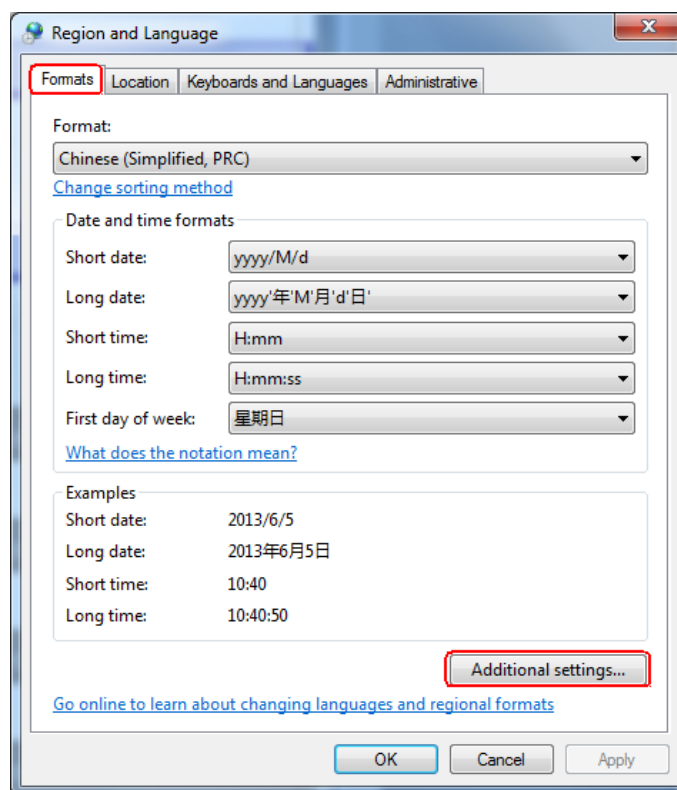 Region and Language
Formats Location Keyboards and Languages Administrative
Format:
Chinese (Simplified, PRC)
Change sorting method
Date and time formats
Short date: yyyy/M/d
Long date: yyyy'年'M'月'd'日'
Short time: H:mm
Long time: H:mm:ss
First day of week: 星期日
What does the notation mean?
Examples
Short date: 2013/6/5
Long date: 2013年6月5日
Short time: 10:40
Long time: 10:40:50
Additional settings...
Go online to learn about changing languages and regional formats
OK Cancel Apply